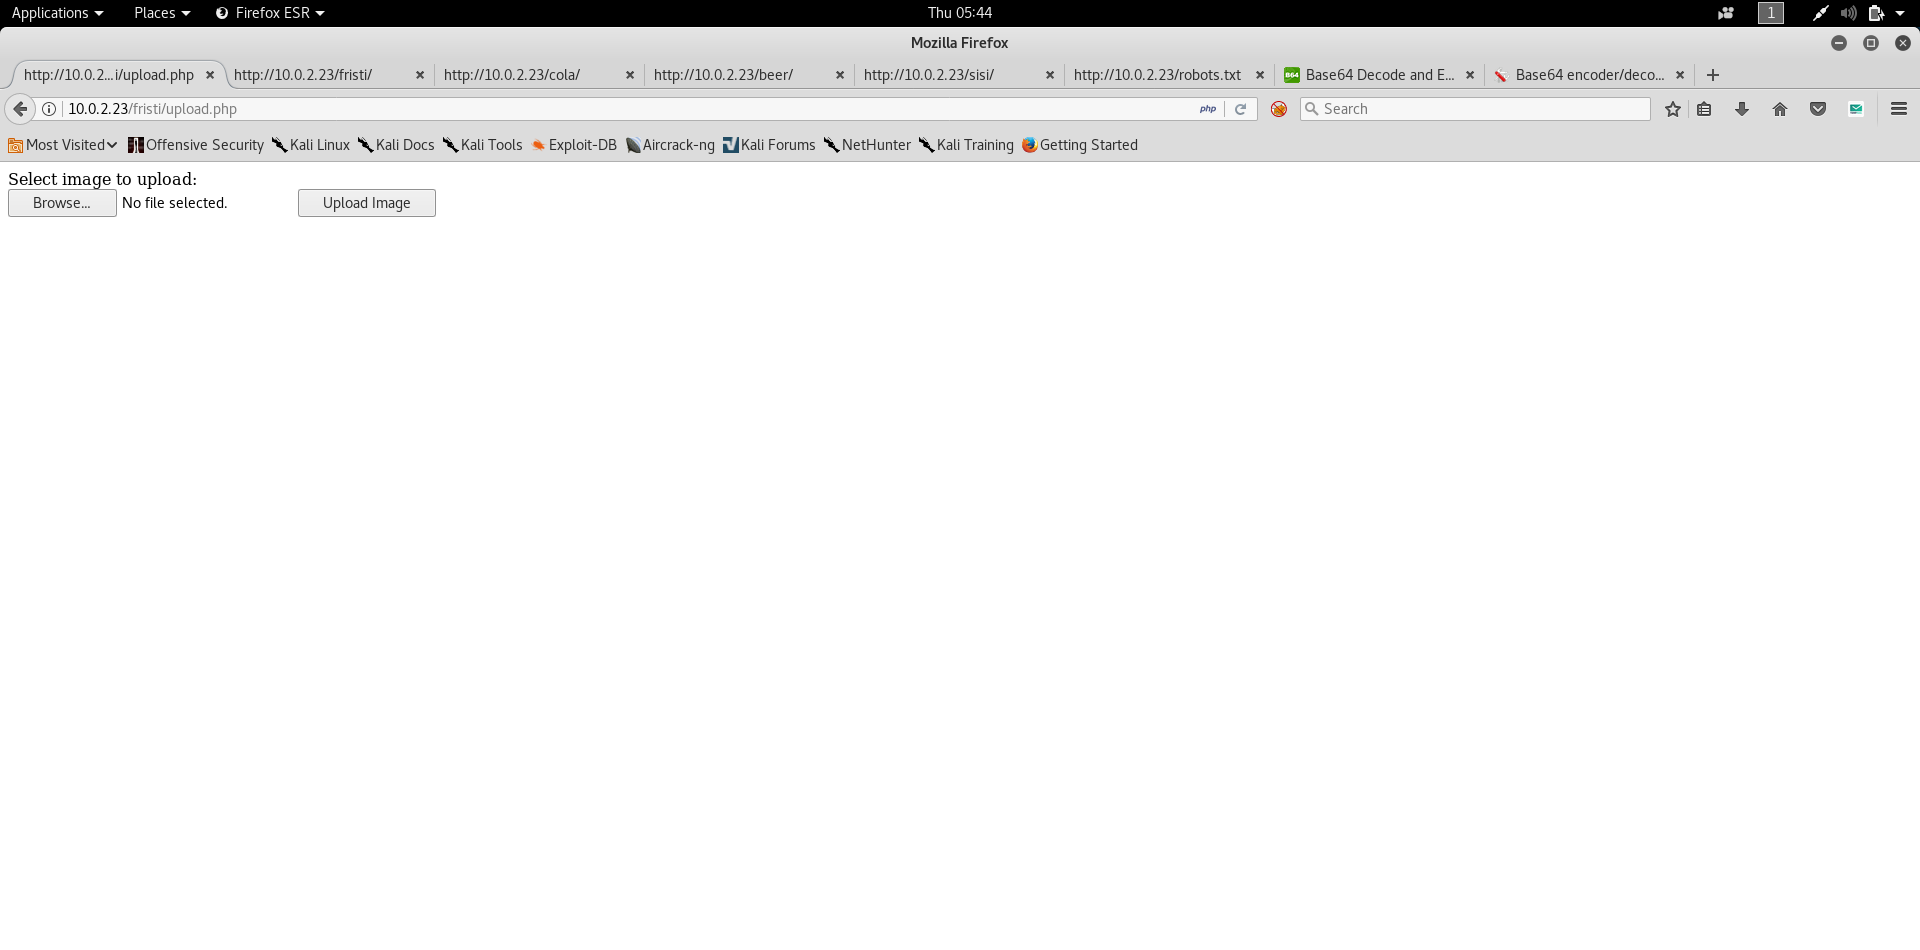 Applications Places Firefox ESR Thu 05:44 1
Mozilla Firefox
http://10.0.2...i/upload.php http://10.0.2.23/fristi/ http://10.0.2.23/cola/ http://10.0.2.23/beer/ http://10.0.2.23/sisi/ http://10.0.2.23/robots.txt B64 Base64 Decode and E... Base64 encoder/deco...
10.0.2.23/fristi/upload.php php Search
Most Visited Offensive Security Kali Linux Kali Docs Kali Tools Exploit-DB Aircrack-ng Kali Forums NetHunter Kali Training Getting Started
Select image to upload:
Browse... No file selected. Upload Image